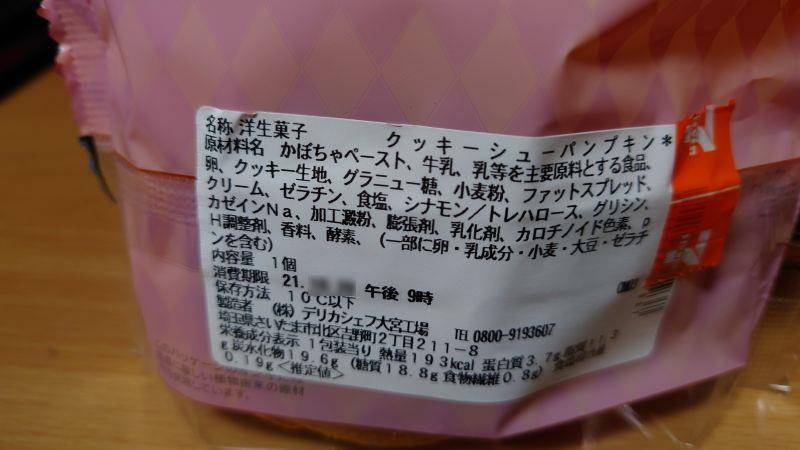 名称 洋生菓子 クッキーシューパンプキン*
原材料名 かぼちゃペースト、牛乳、乳等を主要原料とする食品、
卵、クッキー生地、グラニュー糖、小麦粉、ファットスプレッド、
クリーム、ゼラチン、食塩、シナモン／トレハロース、グリシン、
カゼインNa、加工澱粉、膨張剤、乳化剤、カロチノイド色素、p
H調整剤、香料、酵素、（一部に卵・乳成分・小麦・大豆・ゼラチ
ンを含む）
内容量 1個
消費期限 21. 午後 9時
保存方法 10℃以下
製造者 （株）デリカシェフ大宮工場 TEL 0800-9193607
埼玉県さいたま市北区吉野町2丁目211-8
栄養成分表示 1包装当り 熱量193kcal 蛋白質3.7g 脂質11.3
g 炭水化物19.6g（糖質18.8g 食物繊維0.8g）
0.19g<推定値>